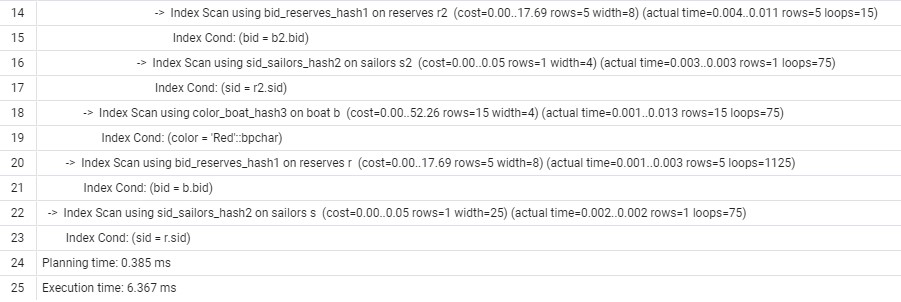 14 -> Index Scan using bid_reserves_hash1 on reserves r2 (cost=0.00..17.69 rows=5 width=8) (actual time=0.004..0.011 rows=5 loops=15)
15 Index Cond: (bid = b2.bid)
16 -> Index Scan using sid_sailors_hash2 on sailors s2 (cost=0.00..0.05 rows=1 width=4) (actual time=0.003..0.003 rows=1 loops=75)
17 Index Cond: (sid = r2.sid)
18 -> Index Scan using color_boat_hash3 on boat b (cost=0.00..52.26 rows=15 width=4) (actual time=0.001..0.013 rows=15 loops=75)
19 Index Cond: (color = 'Red'::bpchar)
20 -> Index Scan using bid_reserves_hash1 on reserves r (cost=0.00..17.69 rows=5 width=8) (actual time=0.001..0.003 rows=5 loops=1125)
21 Index Cond: (bid = b.bid)
22 -> Index Scan using sid_sailors_hash2 on sailors s (cost=0.00..0.05 rows=1 width=25) (actual time=0.002..0.002 rows=1 loops=75)
23 Index Cond: (sid = r.sid)
24 Planning time: 0.385 ms
25 Execution time: 6.367 ms